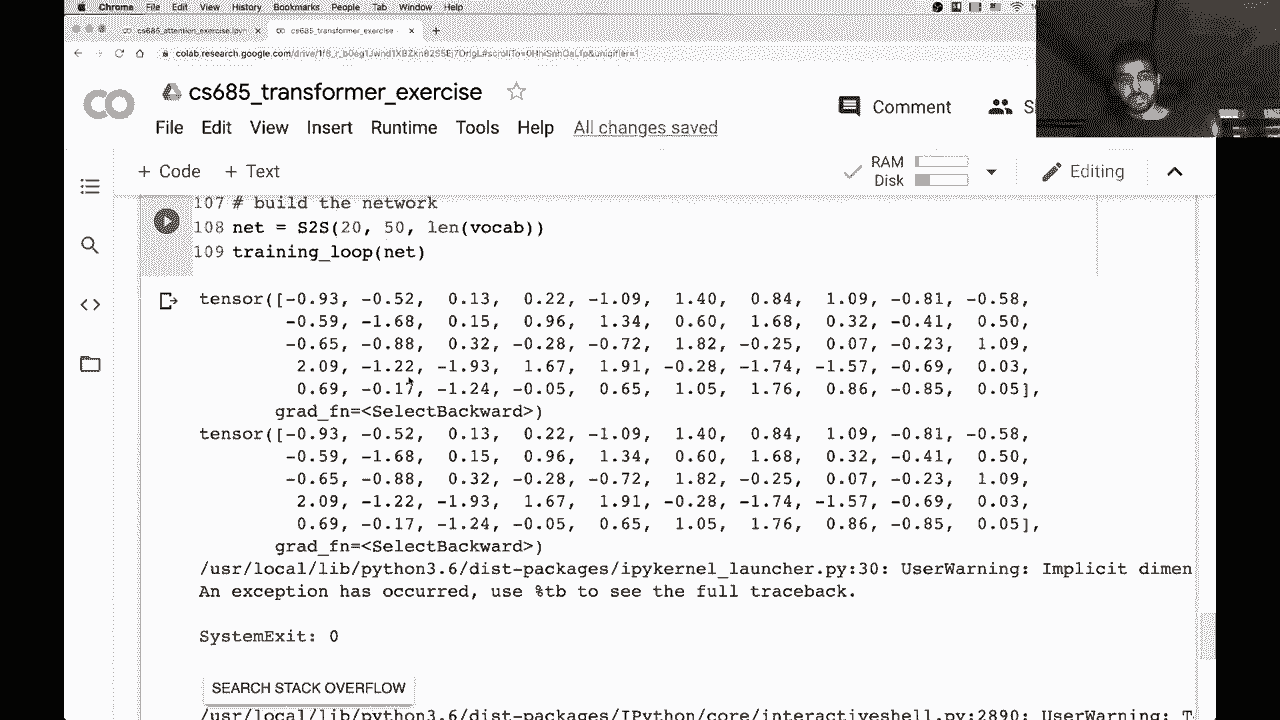 Chrome File Edit View History Bookmarks People Tab Window Help
cs685_attention_exercise.ipynb cs685_transformer_exercise
cs685_transformer_exercise
Comment
File Edit View Insert Runtime Tools Help All changes saved
+ Code + Text RAM Disk Editing
107 # build the network
108 net = S2S(20, 50, len(vocab))
109 training_loop(net)
tensor([-0.93, -0.52, 0.13, 0.22, -1.09, 1.40, 0.84, 1.09, -0.81, -0.58,
-0.59, -1.68, 0.15, 0.96, 1.34, 0.60, 1.68, 0.32, -0.41, 0.50,
-0.65, -0.88, 0.32, -0.28, -0.72, 1.82, -0.25, 0.07, -0.23, 1.09,
2.09, -1.22, -1.93, 1.67, 1.91, -0.28, -1.74, -1.57, -0.69, 0.03,
0.69, -0.17, -1.24, -0.05, 0.65, 1.05, 1.76, 0.86, -0.85, 0.05],
grad_fn=<SelectBackward>)
tensor([-0.93, -0.52, 0.13, 0.22, -1.09, 1.40, 0.84, 1.09, -0.81, -0.58,
-0.59, -1.68, 0.15, 0.96, 1.34, 0.60, 1.68, 0.32, -0.41, 0.50,
-0.65, -0.88, 0.32, -0.28, -0.72, 1.82, -0.25, 0.07, -0.23, 1.09,
2.09, -1.22, -1.93, 1.67, 1.91, -0.28, -1.74, -1.57, -0.69, 0.03,
0.69, -0.17, -1.24, -0.05, 0.65, 1.05, 1.76, 0.86, -0.85, 0.05],
grad_fn=<SelectBackward>)
/usr/local/lib/python3.6/dist-packages/ipykernel_launcher.py:30: UserWarning: Implicit dimen
An exception has occurred, use %tb to see the full traceback.
SystemExit: 0
SEARCH STACK OVERFLOW
/usr/local/lib/python3.6/dist-packages/IPython/core/interactiveshell.py:2890: UserWarning: T